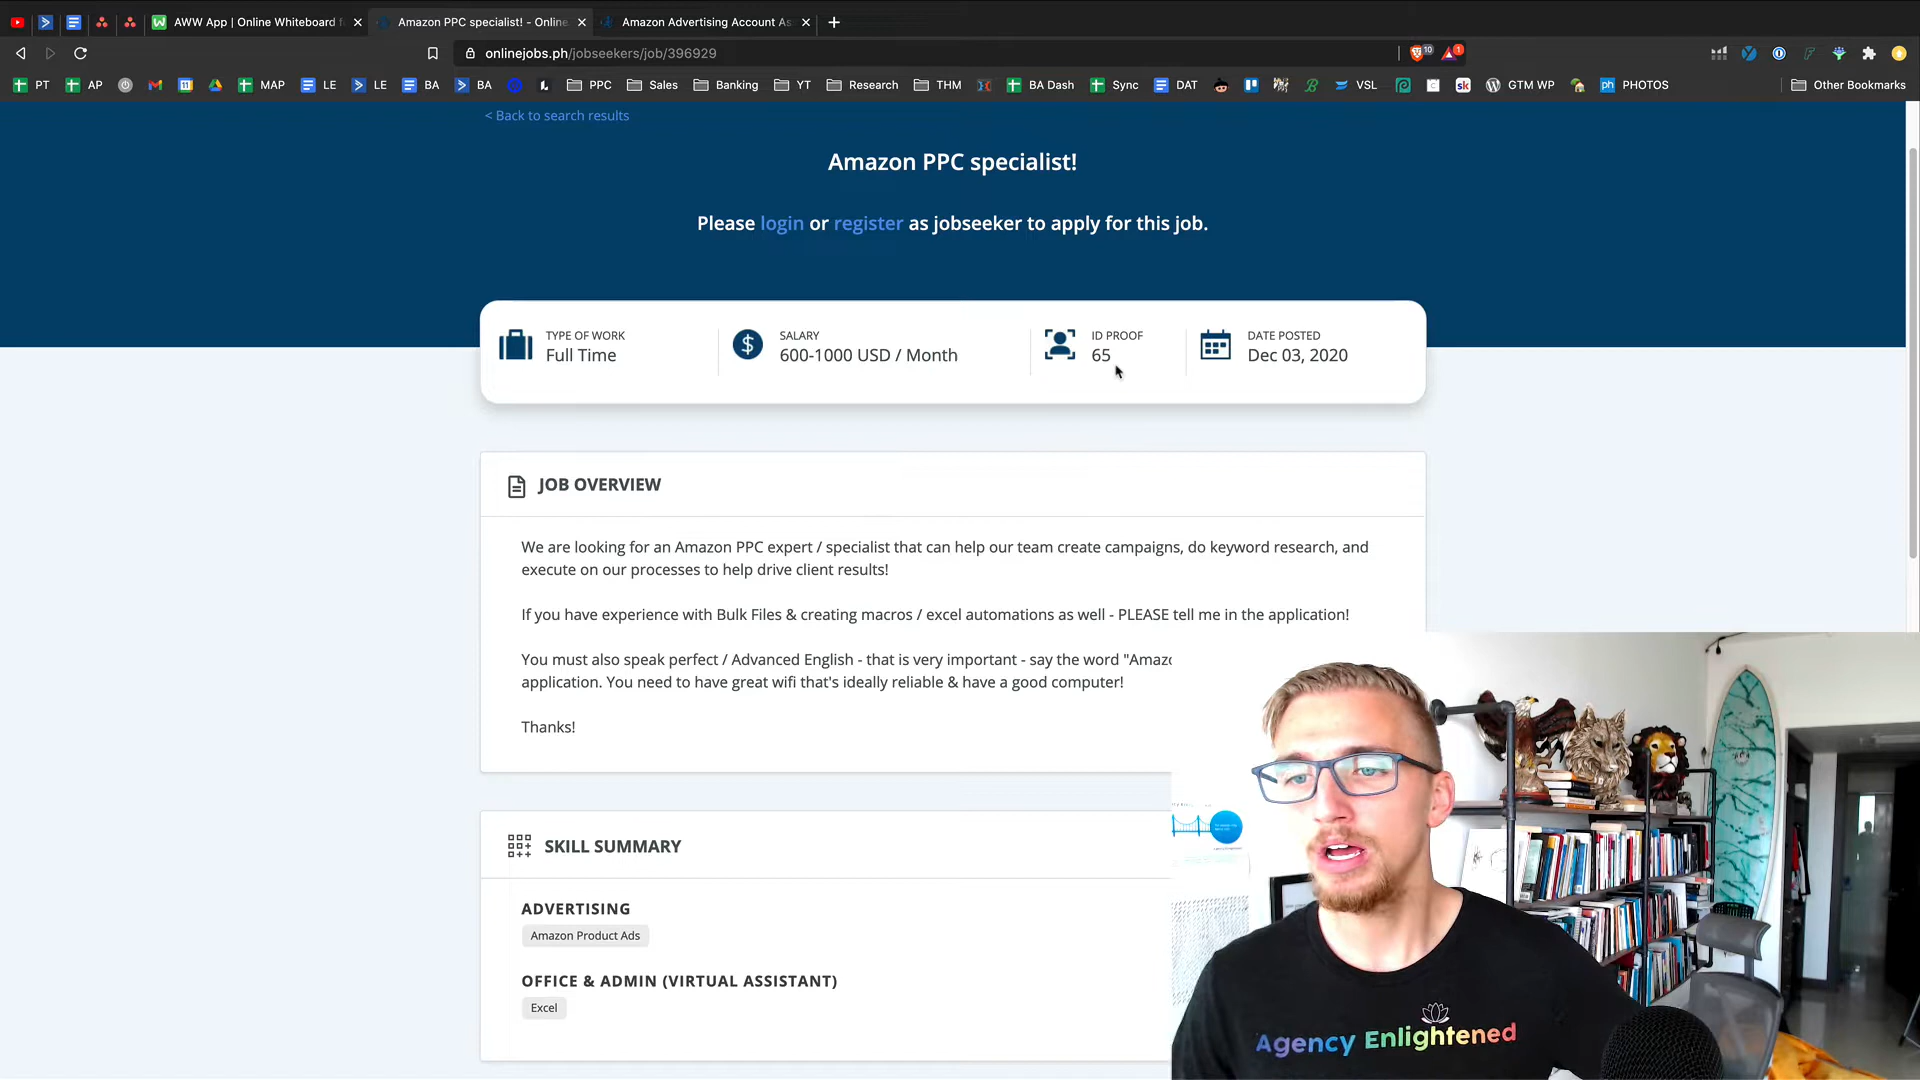 AWW App | Online Whiteboard f
Amazon PPC specialist! - Online
Amazon Advertising Account As
onlinejobs.ph/jobseekers/job/396929
10
1
PT
AP
MAP
LE
LE
BA
BA
PPC
Sales
Banking
YT
Research
THM
BA Dash
Sync
DAT
VSL
sk
GTM WP
ph
PHOTOS
Other Bookmarks
< Back to search results
Amazon PPC specialist!
Please login or register as jobseeker to apply for this job.
TYPE OF WORK
Full Time
SALARY
600-1000 USD / Month
ID PROOF
65
DATE POSTED
Dec 03, 2020
JOB OVERVIEW
We are looking for an Amazon PPC expert / specialist that can help our team create campaigns, do keyword research, and
execute on our processes to help drive client results!
If you have experience with Bulk Files & creating macros / excel automations as well - PLEASE tell me in the application!
You must also speak perfect / Advanced English - that is very important - say the word "Amazo
application. You need to have great wifi that's ideally reliable & have a good computer!
Thanks!
SKILL SUMMARY
ADVERTISING
Amazon Product Ads
OFFICE & ADMIN (VIRTUAL ASSISTANT)
Excel
Agency Enlightened